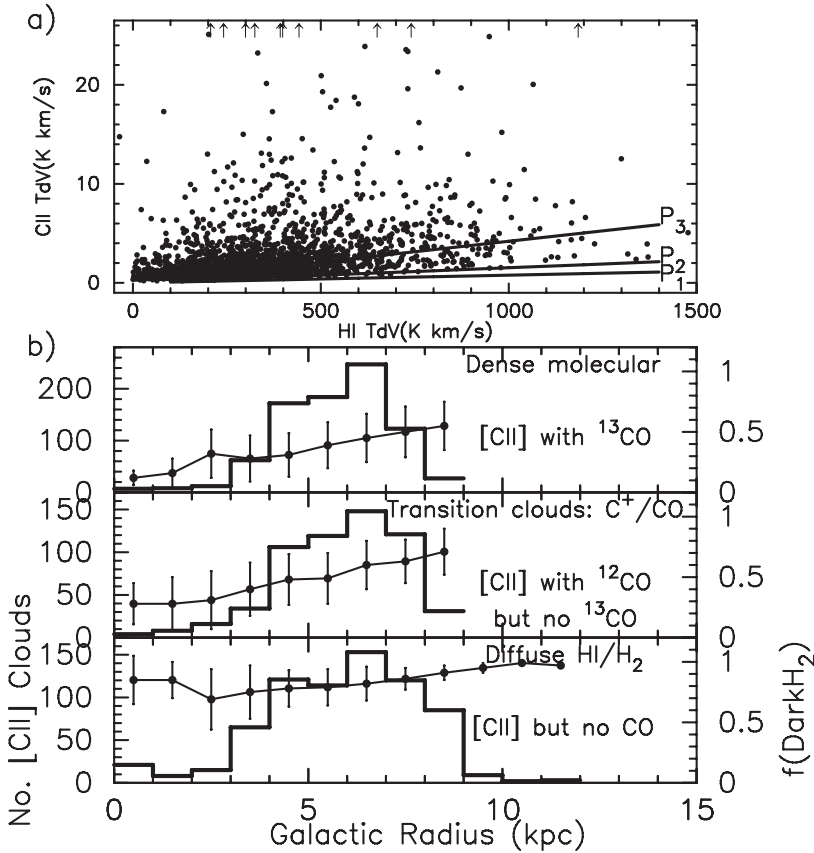 a)
CII TdV(K km/s)
20
10
0
P3
P2
P1
0 500 1000 1500
HI TdV(K km/s)
b)
Dense molecular
[CII] with 13CO
200
100
0
1
0.5
0
Transition clouds: C+/CO
[CII] with 12CO
but no 13CO
150
100
50
0
1
0.5
0
Diffuse HI/H2
[CII] but no CO
150
100
50
0
1
0.5
0
No. [CII] Clouds
f(DarkH2)
0 5 10 15
Galactic Radius (kpc)